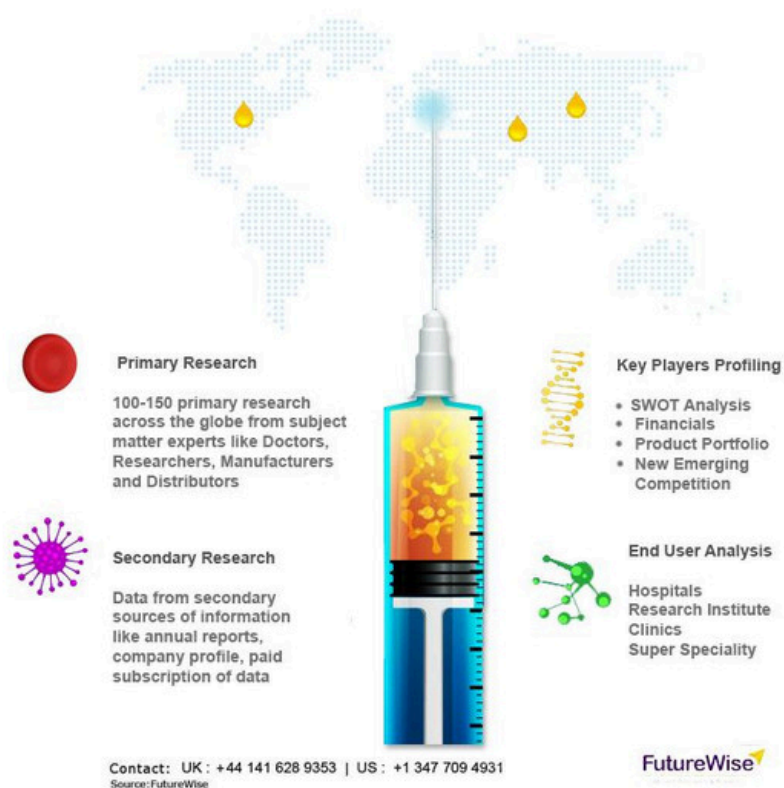 Primary Research
100-150 primary research
across the globe from subject
matter experts like Doctors,
Researchers, Manufacturers
and Distributors
Secondary Research
Data from secondary
sources of information
like annual reports,
company profile, paid
subscription of data
Key Players Profiling
• SWOT Analysis
• Financials
• Product Portfolio
• New Emerging
Competition
End User Analysis
Hospitals
Research Institute
Clinics
Super Speciality
Contact: UK : +44 141 628 9353 | US : +1 347 709 4931
Source:FutureWise
FutureWise